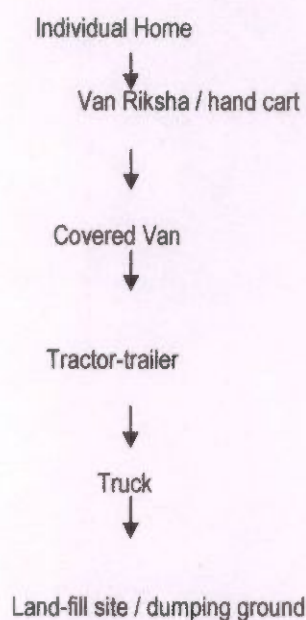 Individual Home
Van Riksha / hand cart
Covered Van
Tractor-trailer
Truck
Land-fill site / dumping ground